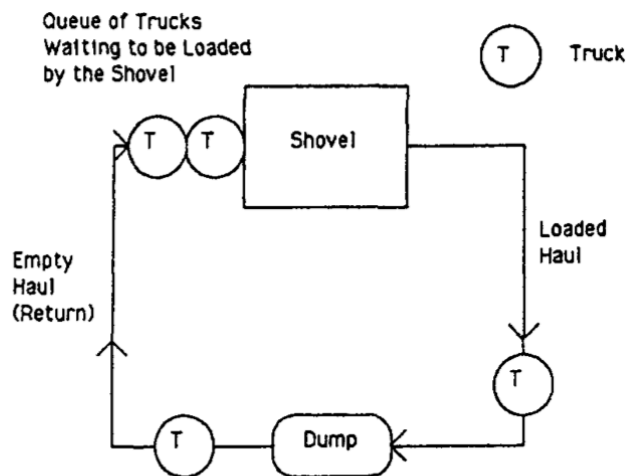 Queue of Trucks
Waiting to be Loaded
by the Shovel
T
Truck
T
T
Shovel
Loaded
Haul
Empty
Haul
(Return)
T
T
Dump